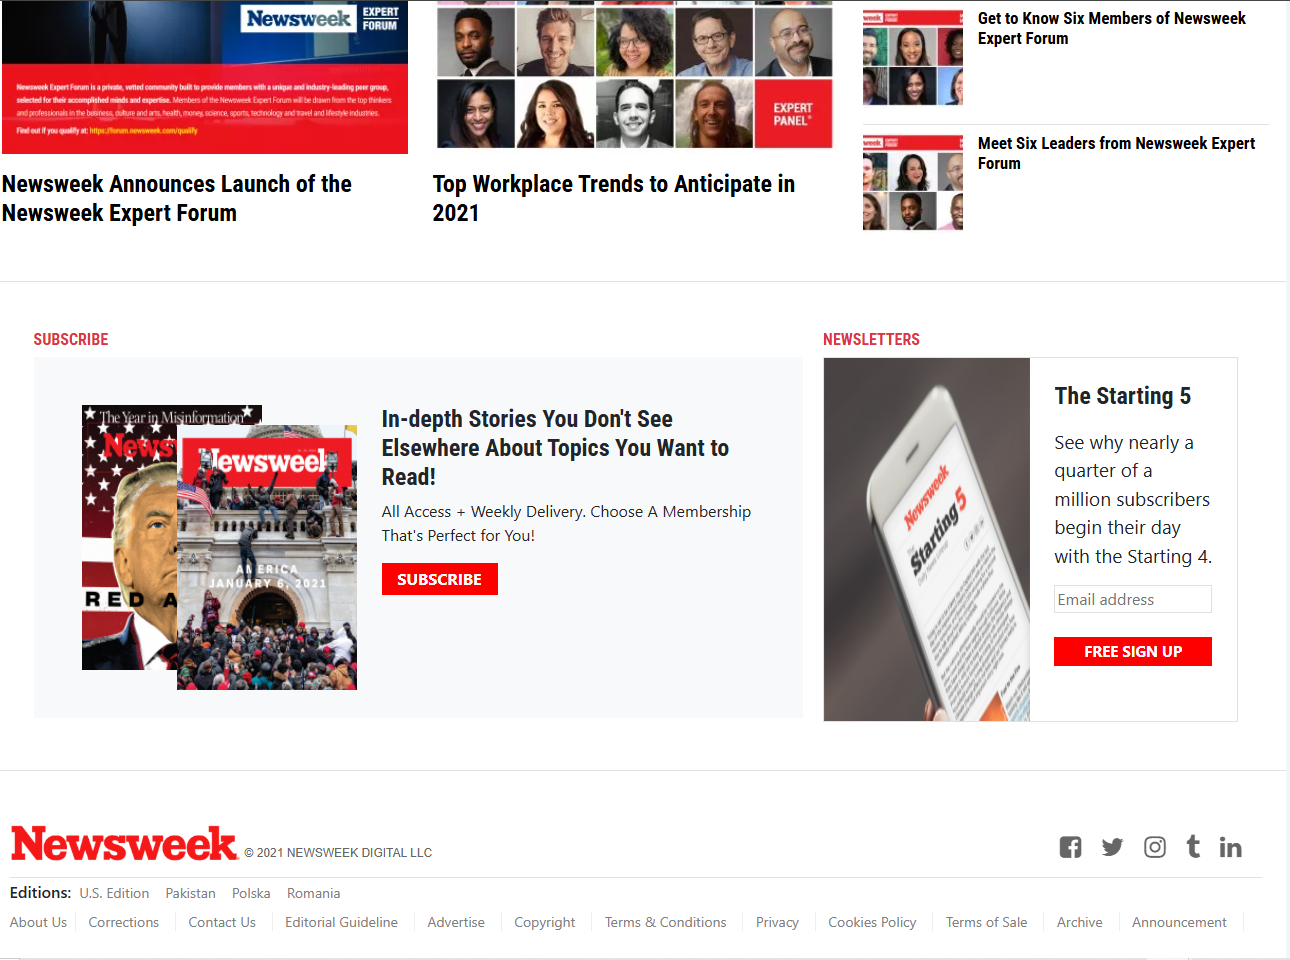 Newsweek EXPERT FORUM
Newsweek Expert Forum is a private, vetted community built to provide members with a unique and industry-leading peer group,
selected for their accomplished minds and expertise. Members of the Newsweek Expert Forum will be drawn from the top thinkers
and professionals in the business, culture and arts, health, money, science, sports, technology and travel and lifestyle industries.
Find out if you qualify at: https://forum.newsweek.com/qualify
Newsweek Announces Launch of the
Newsweek Expert Forum
EXPERT
PANEL®
Top Workplace Trends to Anticipate in
2021
Get to Know Six Members of Newsweek
Expert Forum
Meet Six Leaders from Newsweek Expert
Forum
SUBSCRIBE
The Year in Misinformation
News
RED A
Newsweek
AMERICA
JANUARY 6, 2021
In-depth Stories You Don't See
Elsewhere About Topics You Want to
Read!
All Access + Weekly Delivery. Choose A Membership
That's Perfect for You!
SUBSCRIBE
NEWSLETTERS
Newsweek
Starting 5
The Starting 5
See why nearly a
quarter of a
million subscribers
begin their day
with the Starting 4.
Email address
FREE SIGN UP
Newsweek © 2021 NEWSWEEK DIGITAL LLC
Editions: U.S. Edition Pakistan Polska Romania
About Us Corrections Contact Us Editorial Guideline Advertise Copyright Terms & Conditions Privacy Cookies Policy Terms of Sale Archive Announcement